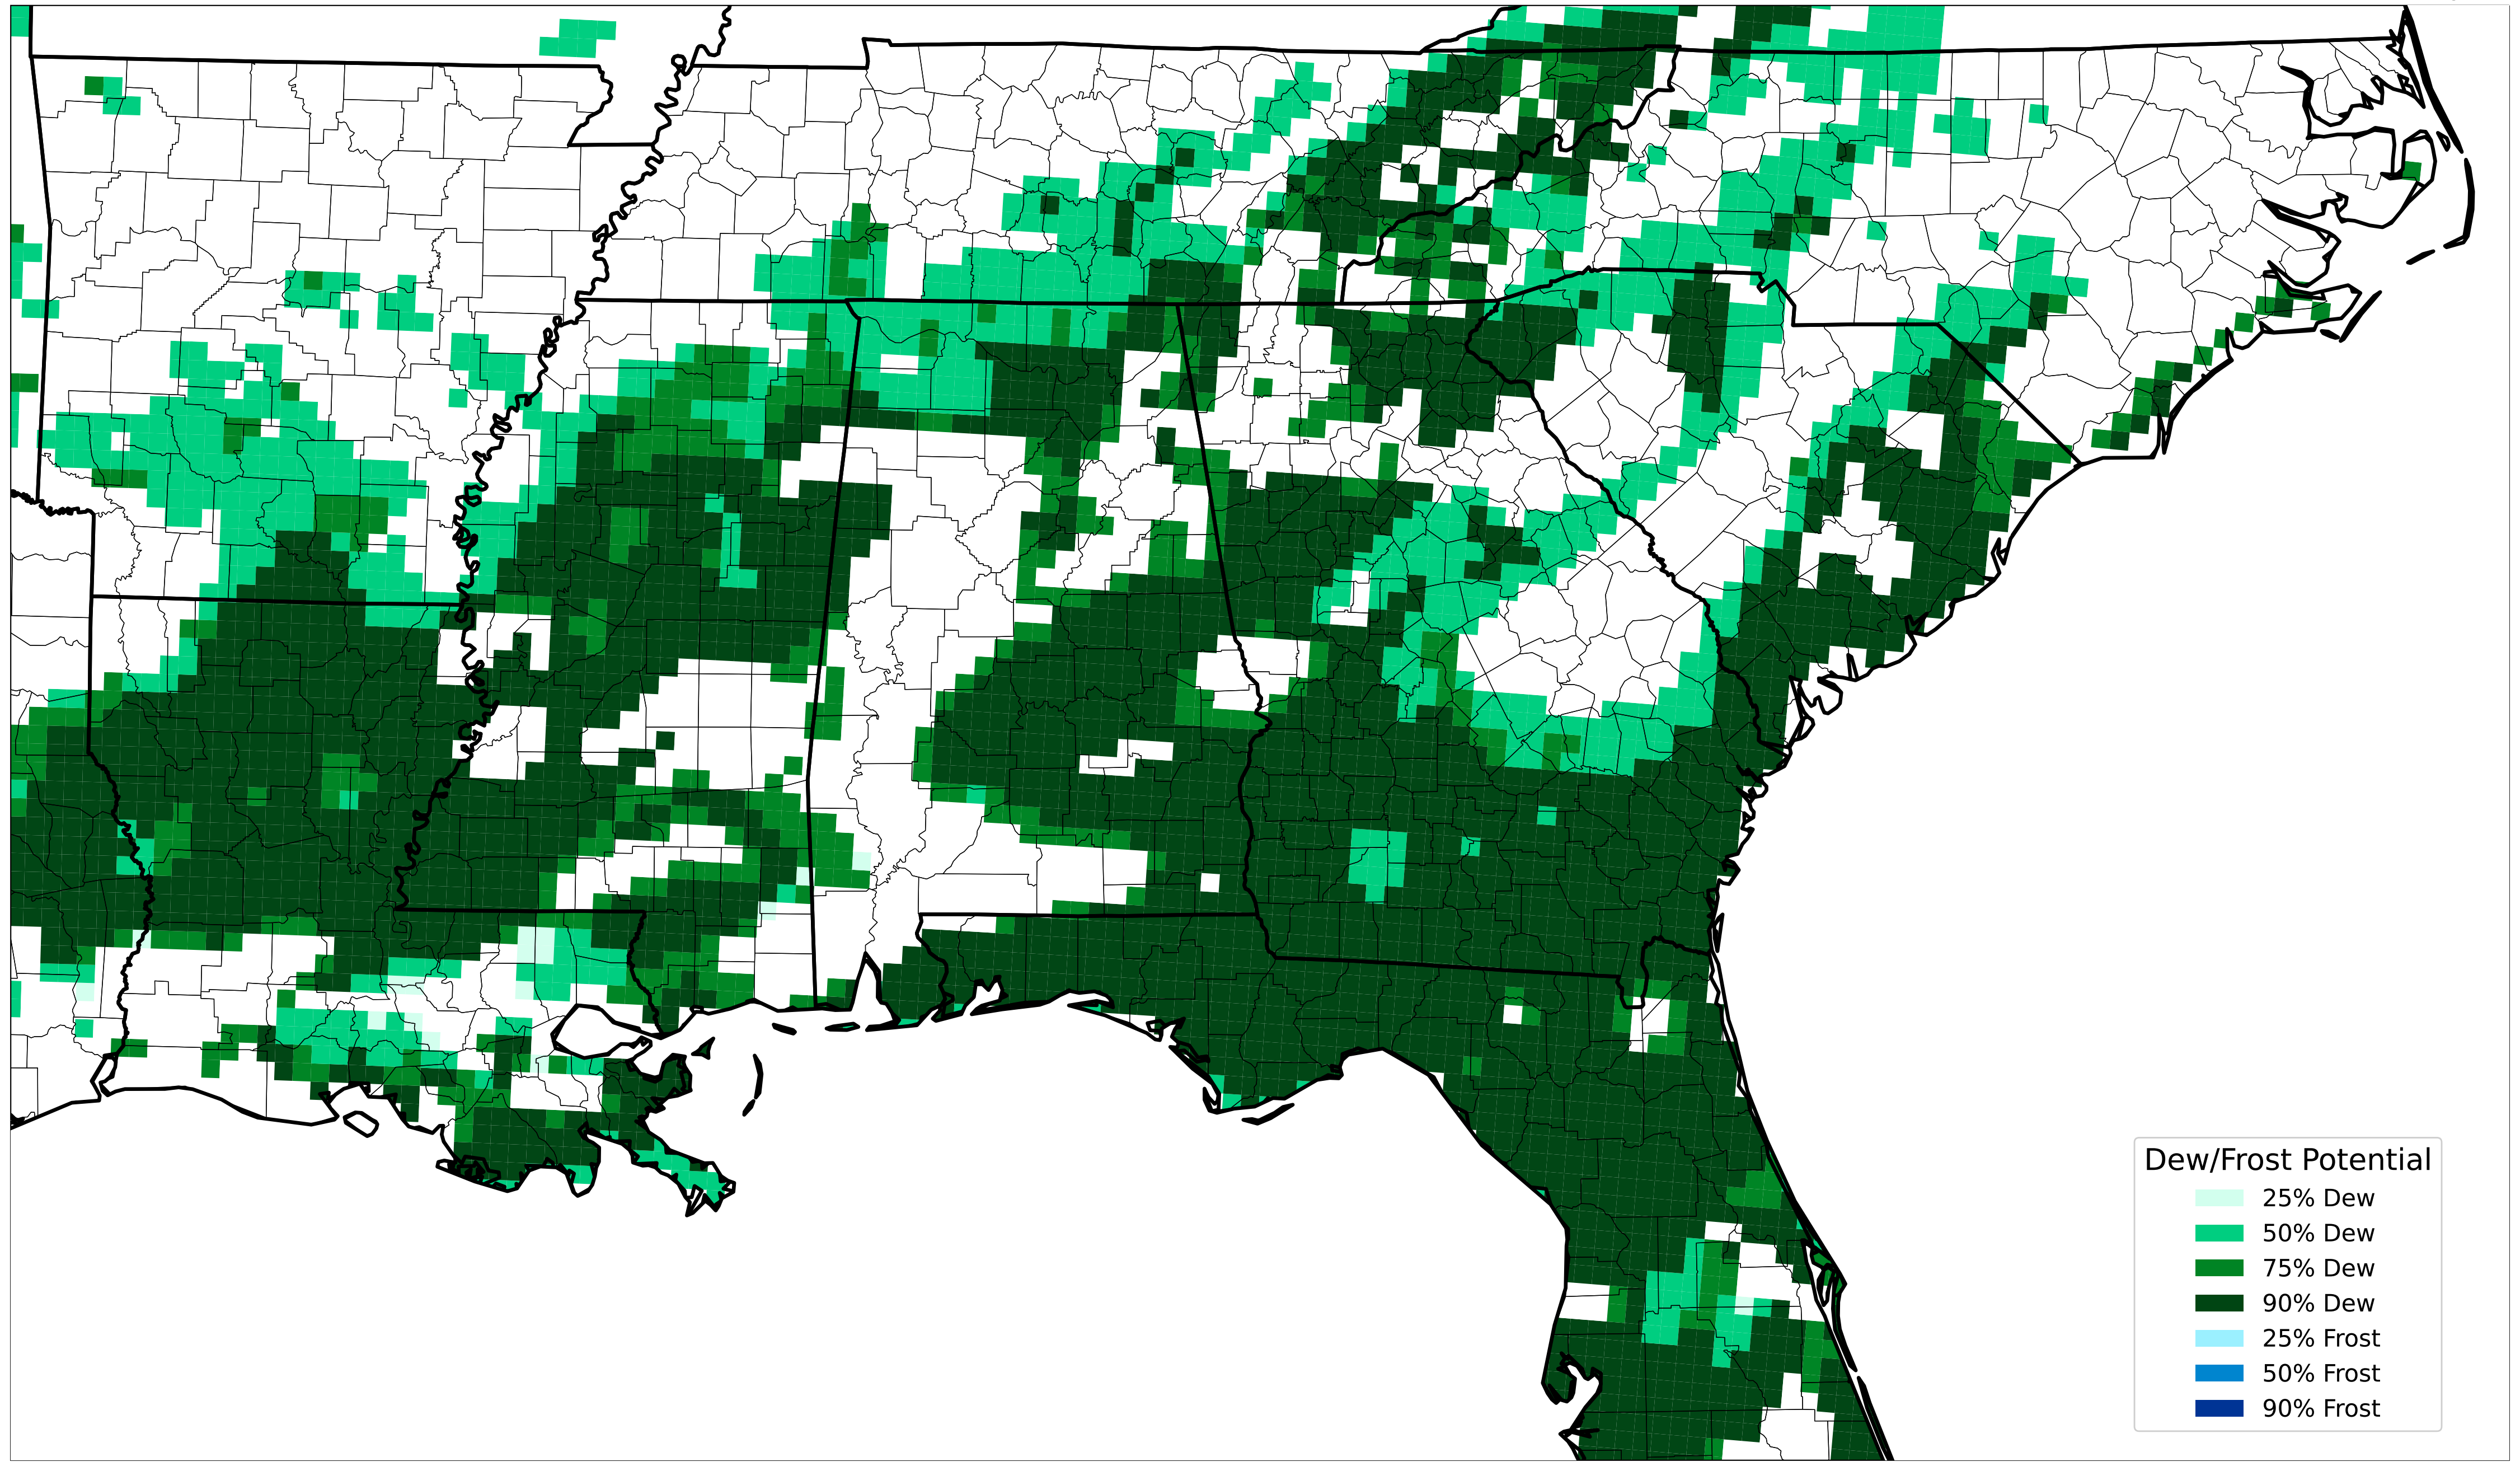 Dew/Frost Potential
25% Dew
50% Dew
75% Dew
90% Dew
25% Frost
50% Frost
90% Frost